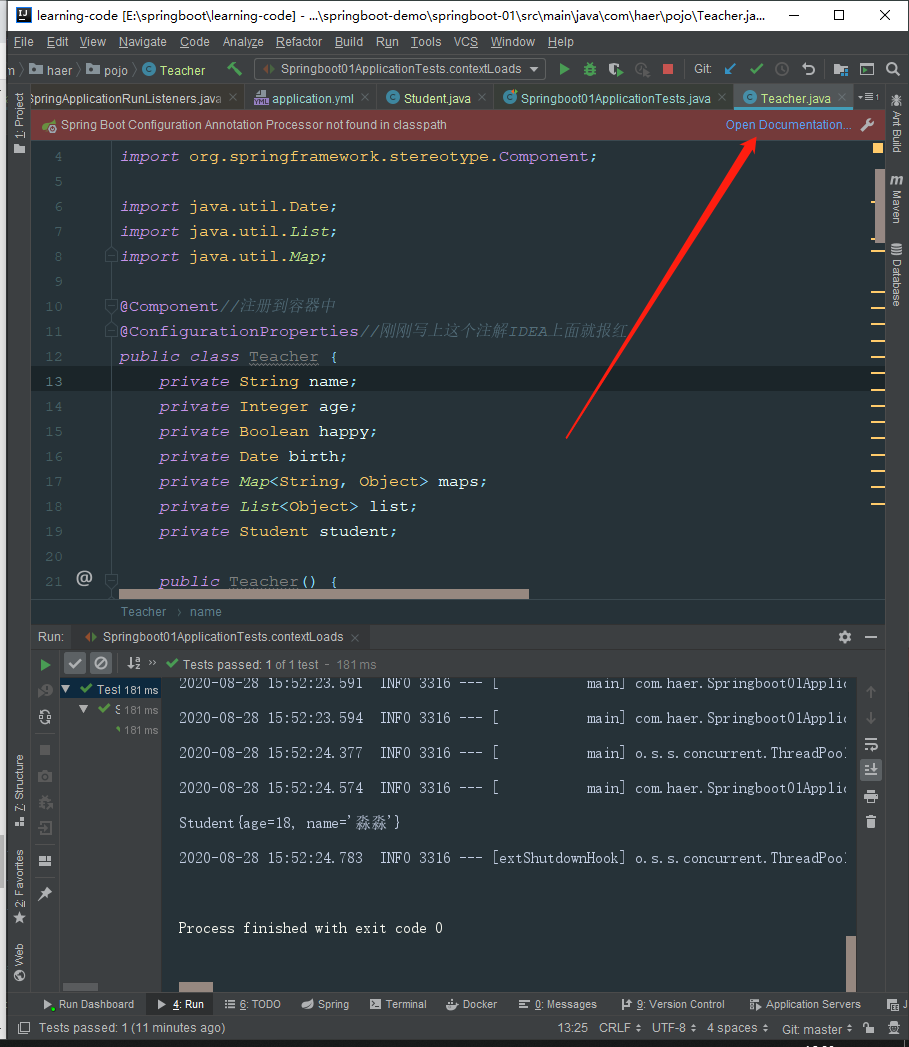 learning-code [E:\springboot\learning-code] - ...\springboot-demo\springboot-01\src\main\java\com\haer\pojo\Teacher.ja...
File Edit View Navigate Code Analyze Refactor Build Run Tools VCS Window Help
haer pojo Teacher Springboot01ApplicationTests.contextLoads Git:
SpringApplicationRunListeners.java application.yml Student.java Springboot01ApplicationTests.java Teacher.java
Spring Boot Configuration Annotation Processor not found in classpath Open Documentation...
4 import org.springframework.stereotype.Component;
5
6 import java.util.Date;
7 import java.util.List;
8 import java.util.Map;
9
10 @Component//注册到容器中
11 @ConfigurationProperties//刚刚写上这个注解IDEA上面就报红
12 public class Teacher {
13 private String name;
14 private Integer age;
15 private Boolean happy;
16 private Date birth;
17 private Map<String, Object> maps;
18 private List<Object> list;
19 private Student student;
20
21 @ public Teacher() {
Teacher › name
1: Project
7: Structure
2: Favorites
Web
Ant Build
Maven
Database
Run: Springboot01ApplicationTests.contextLoads
Tests passed: 1 of 1 test - 181 ms
Test 181 ms
S 181 ms
181 ms
2020-08-28 15:52:23.591 INFO 3316 --- [ main] com.haer.Springboot01Applic
2020-08-28 15:52:23.594 INFO 3316 --- [ main] com.haer.Springboot01Applic
2020-08-28 15:52:24.377 INFO 3316 --- [ main] o.s.s.concurrent.ThreadPool
2020-08-28 15:52:24.574 INFO 3316 --- [ main] com.haer.Springboot01Applic
Student{age=18, name='淼淼'}
2020-08-28 15:52:24.783 INFO 3316 --- [extShutdownHook] o.s.s.concurrent.ThreadPool
Process finished with exit code 0
Run Dashboard 4: Run 6: TODO Spring Terminal Docker 0: Messages 9: Version Control Application Servers J
Tests passed: 1 (11 minutes ago) 13:25 CRLF UTF-8 4 spaces Git: master